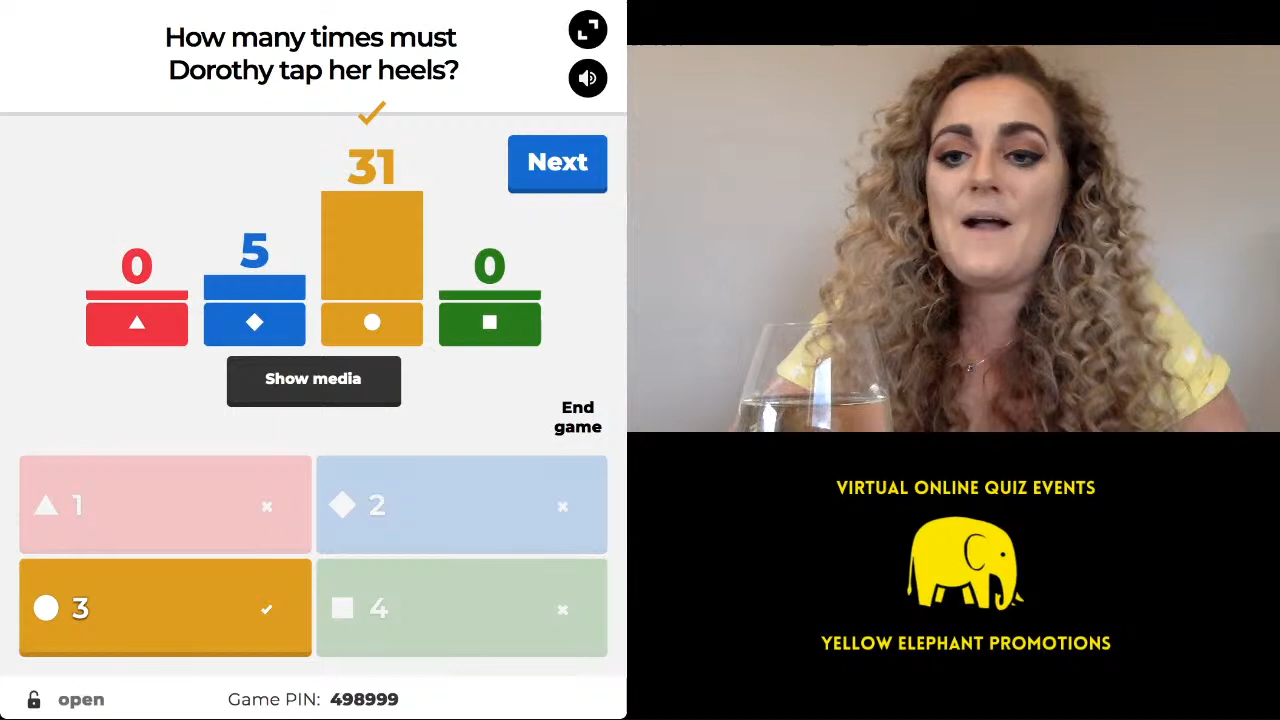 How many times must
Dorothy tap her heels?
31
Next
0
5
0
Show media
End
game
1
2
3
4
open
Game PIN: 498999
VIRTUAL ONLINE QUIZ EVENTS
YELLOW ELEPHANT PROMOTIONS